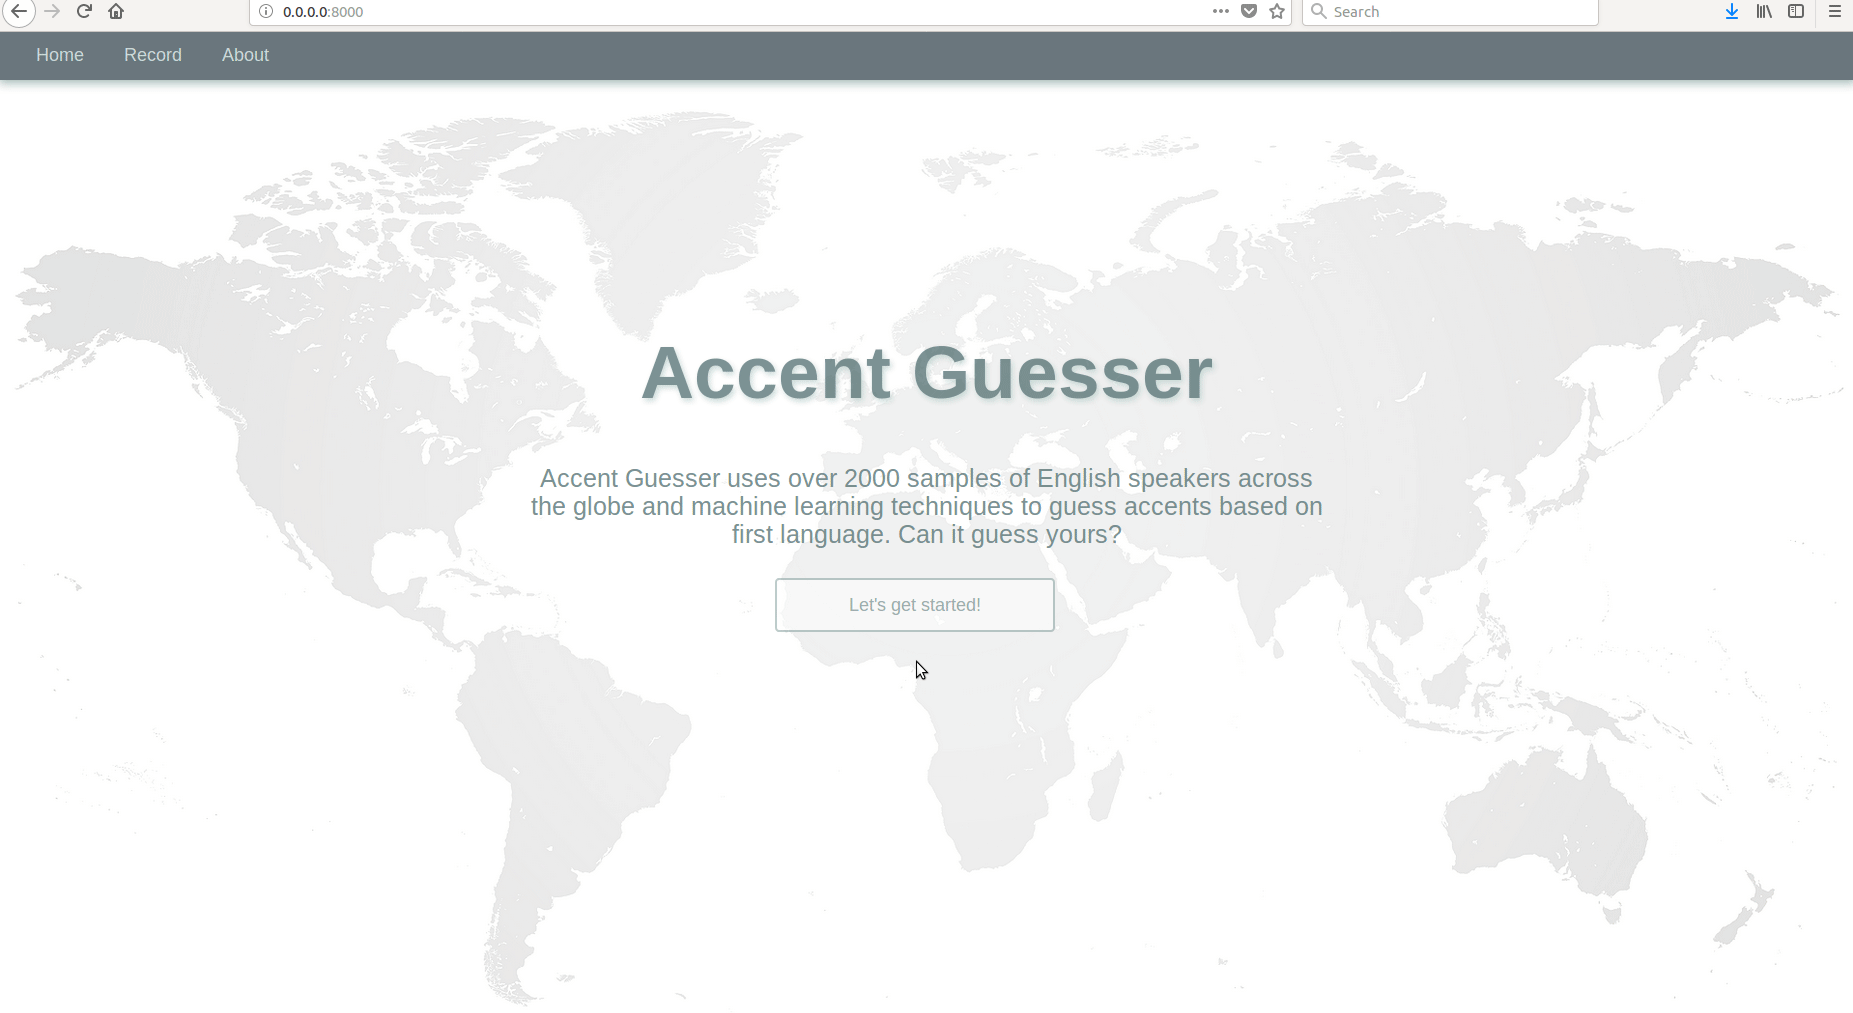 0.0.0.0:8000
Search
Home Record About
Accent Guesser
Accent Guesser uses over 2000 samples of English speakers across
the globe and machine learning techniques to guess accents based on
first language. Can it guess yours?
Let's get started!